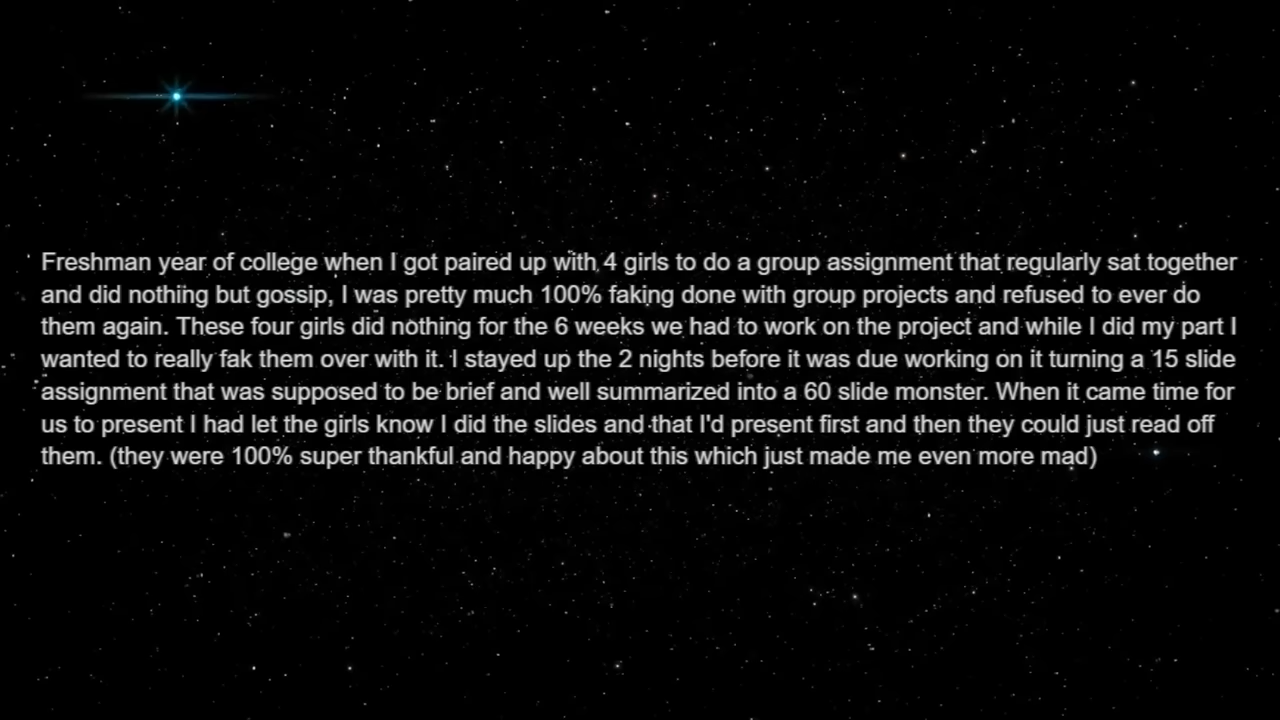 Freshman year of college when I got paired up with 4 girls to do a group assignment that regularly sat together
and did nothing but gossip, I was pretty much 100% faking done with group projects and refused to ever do
them again. These four girls did nothing for the 6 weeks we had to work on the project and while I did my part I
wanted to really fak them over with it. I stayed up the 2 nights before it was due working on it turning a 15 slide
assignment that was supposed to be brief and well summarized into a 60 slide monster. When it came time for
us to present I had let the girls know I did the slides and that I'd present first and then they could just read off
them. (they were 100% super thankful and happy about this which just made me even more mad)